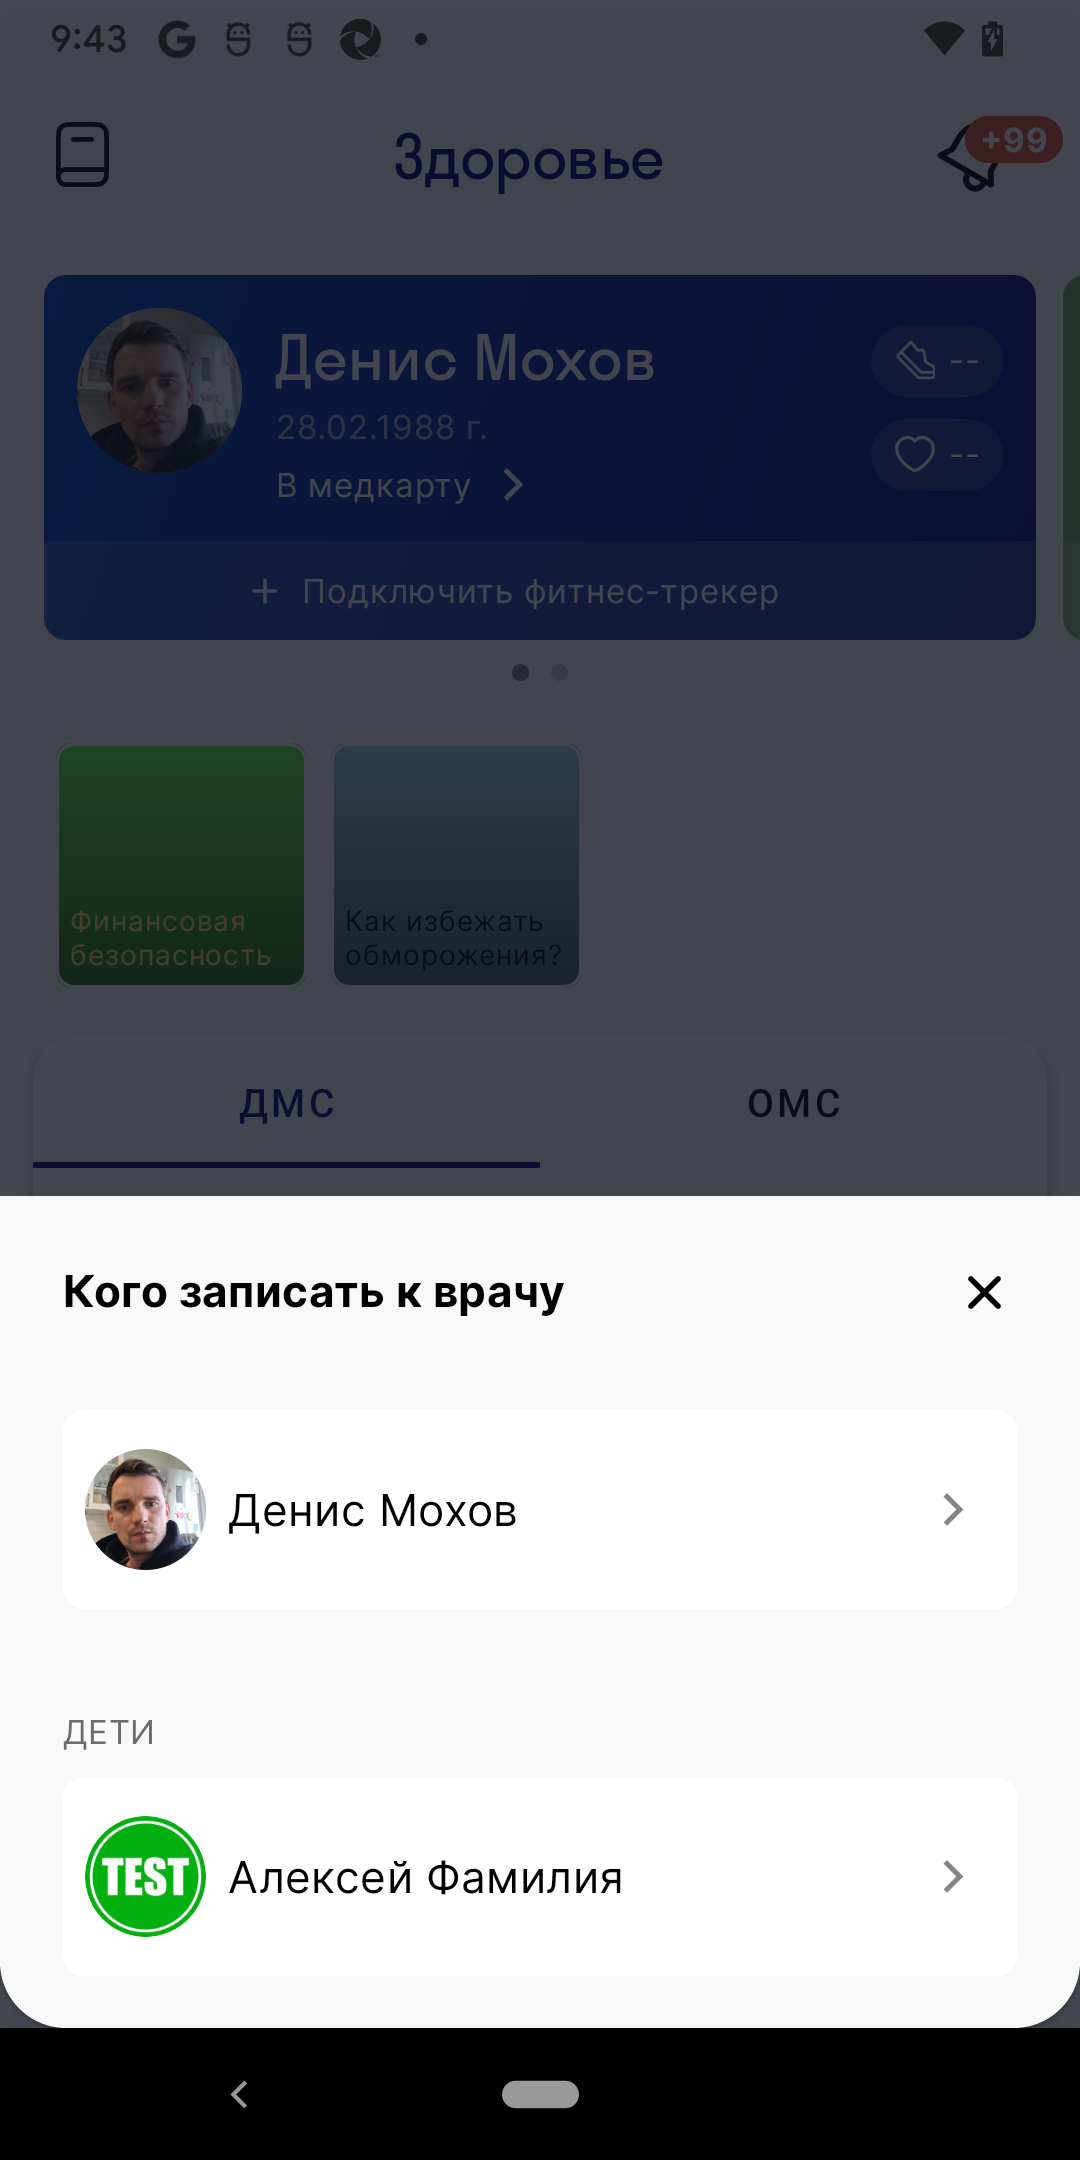 9:43
+99
Здоровье
Денис Мохов
--
28.02.1988 г.
--
В медкарту
+ Подключить фитнес-трекер
Финансовая
безопасность
Как избежать
обморожения?
ДМС
ОМС
Кого записать к врачу
Денис Мохов
ДЕТИ
TEST
Алексей Фамилия